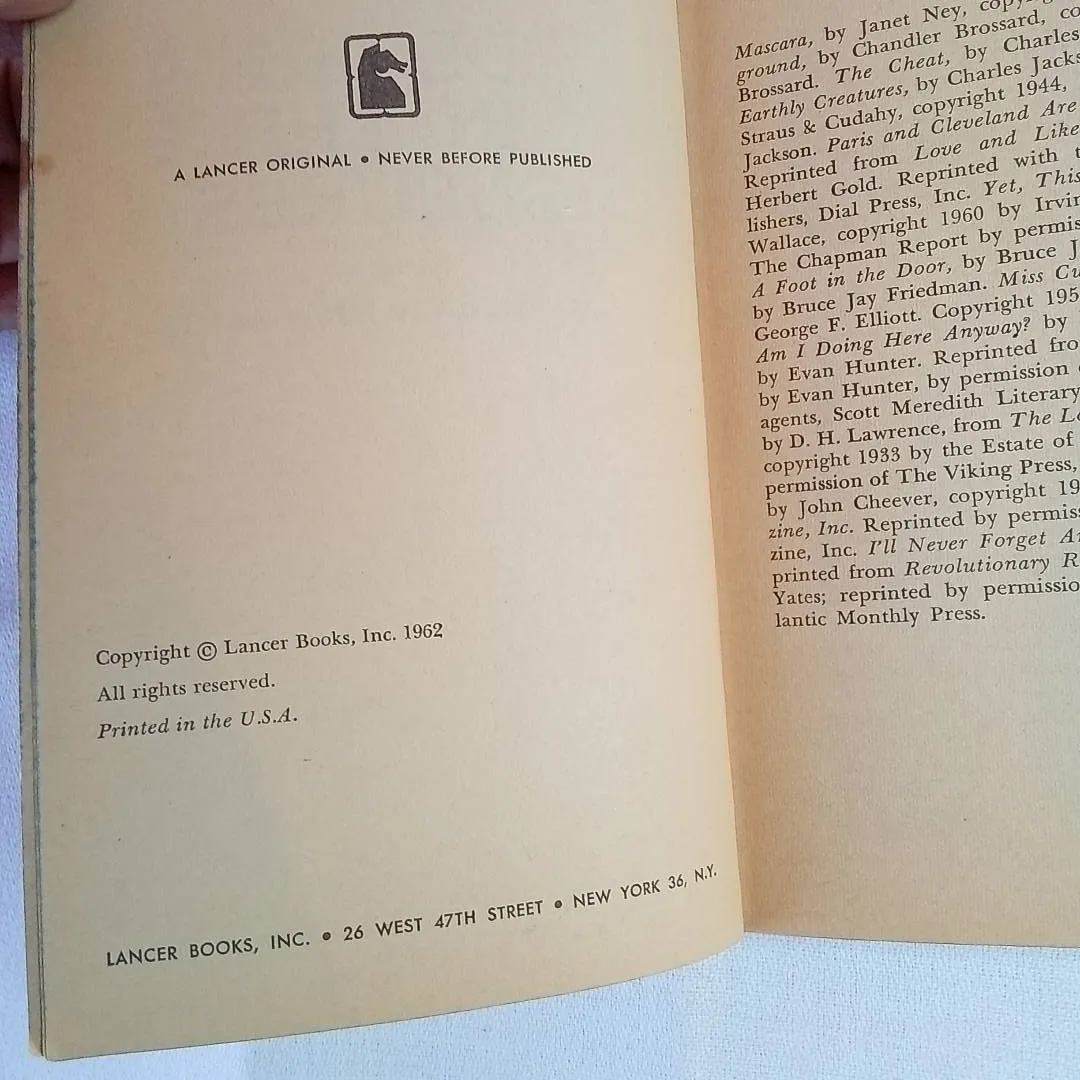 A LANCER ORIGINAL • NEVER BEFORE PUBLISHED
Copyright © Lancer Books, Inc. 1962
All rights reserved.
Printed in the U.S.A.
LANCER BOOKS, INC. • 26 WEST 47TH STREET • NEW YORK 36, N.Y.
Mascara, by Janet Ney,
ground, by Chandler Brossard,
Brossard. The Cheat, by Charles
Earthly Creatures, by Charles
Straus & Cudahy, copyright 1944,
Jackson. Paris and Cleveland Are
Reprinted from Love and Like
Herbert Gold. Reprinted with
lishers, Dial Press, Inc. Yet, This
Wallace, copyright 1960 by
The Chapman Report by
A Foot in the Door, by Bruce
by Bruce Jay Friedman. Miss
George F. Elliott. Copyright
Am I Doing Here Anyway? by
by Evan Hunter. Reprinted
by Evan Hunter, by permission
agents, Scott Meredith Literary
by D. H. Lawrence, from The
copyright 1933 by the Estate of
permission of The Viking Press,
by John Cheever, copyright
zine, Inc. Reprinted by
zine, Inc. I'll Never Forget
printed from Revolutionary
Yates; reprinted by
lantic Monthly Press.